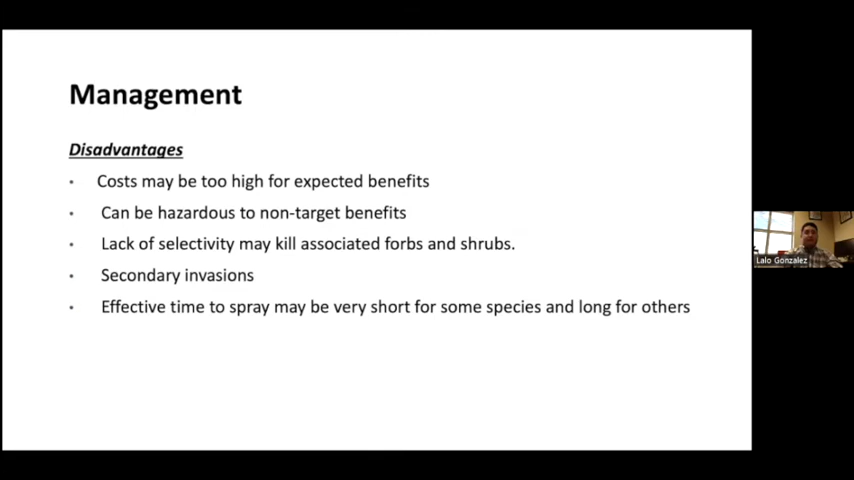 Management
Disadvantages
• Costs may be too high for expected benefits
• Can be hazardous to non-target benefits
• Lack of selectivity may kill associated forbs and shrubs.
• Secondary invasions
• Effective time to spray may be very short for some species and long for others
Lalo Gonzalez